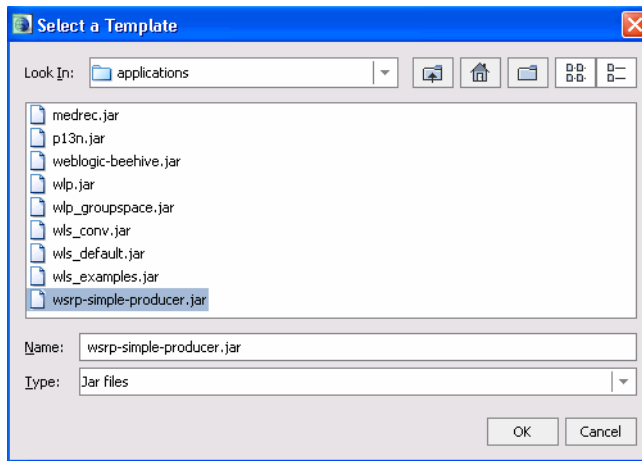 Select a Template
Look In: applications
medrec.jar
p13n.jar
weblogic-beehive.jar
wlp.jar
wlp_groupspace.jar
wls_conv.jar
wls_default.jar
wls_examples.jar
wsrp-simple-producer.jar
Name: wsrp-simple-producer.jar
Type: Jar files
OK Cancel